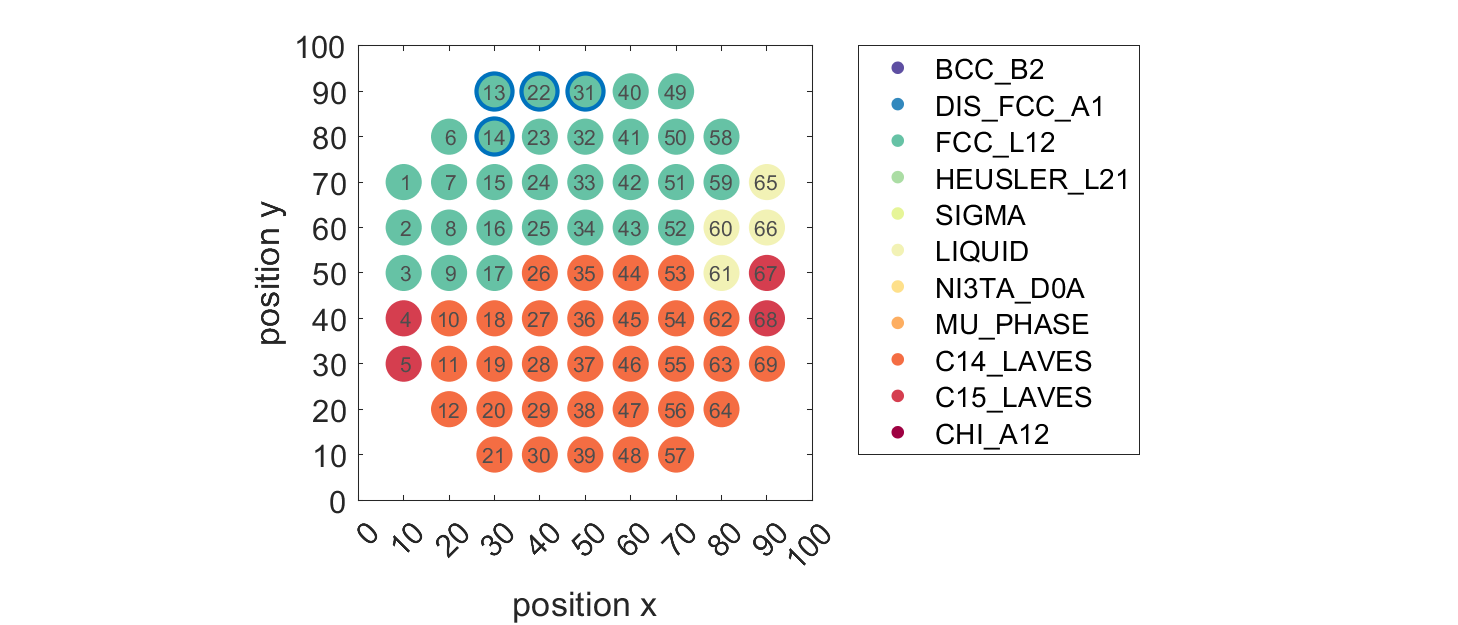 100
90 13 22 31 40 49
80 6 14 23 32 41 50 58
70 1 7 15 24 33 42 51 59 65
60 2 8 16 25 34 43 52 60 66
50 3 9 17 26 35 44 53 61 67
40 4 10 18 27 36 45 54 62 68
30 5 11 19 28 37 46 55 63 69
20 12 20 29 38 47 56 64
10 21 30 39 48 57
0
0 10 20 30 40 50 60 70 80 90 100
position x
position y
BCC_B2
DIS_FCC_A1
FCC_L12
HEUSLER_L21
SIGMA
LIQUID
NI3TA_D0A
MU_PHASE
C14_LAVES
C15_LAVES
CHI_A12